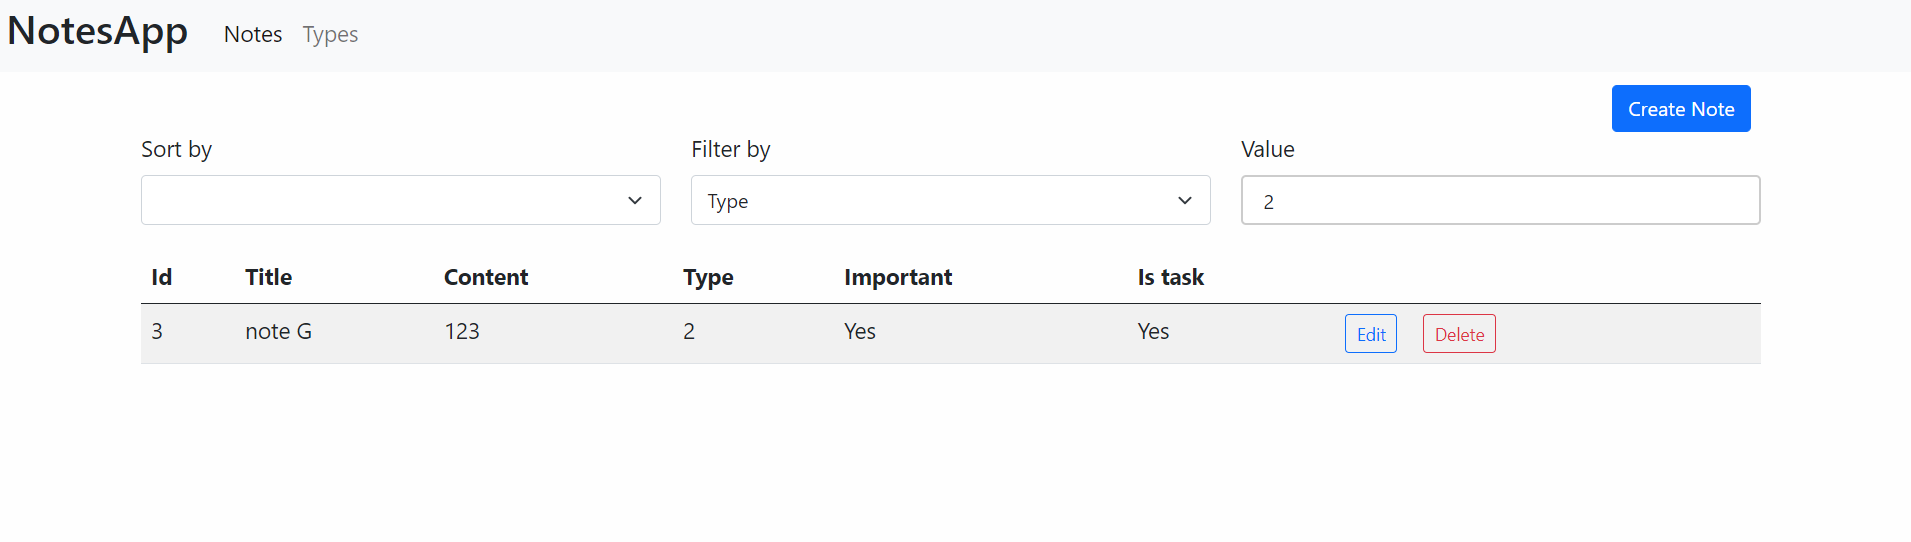 NotesApp Notes Types
Create Note
Sort by Filter by Value
Type 2
Id Title Content Type Important Is task
3 note G 123 2 Yes Yes Edit Delete